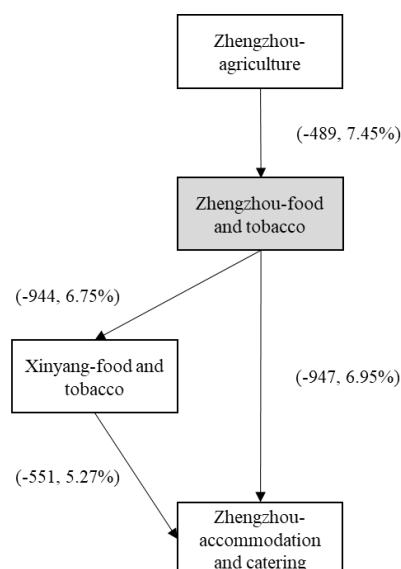 Zhengzhou-
agriculture
(-489, 7.45%)
Zhengzhou-food
and tobacco
(-944, 6.75%)
Xinyang-food and
tobacco
(-947, 6.95%)
(-551, 5.27%)
Zhengzhou-
accommodation
and catering